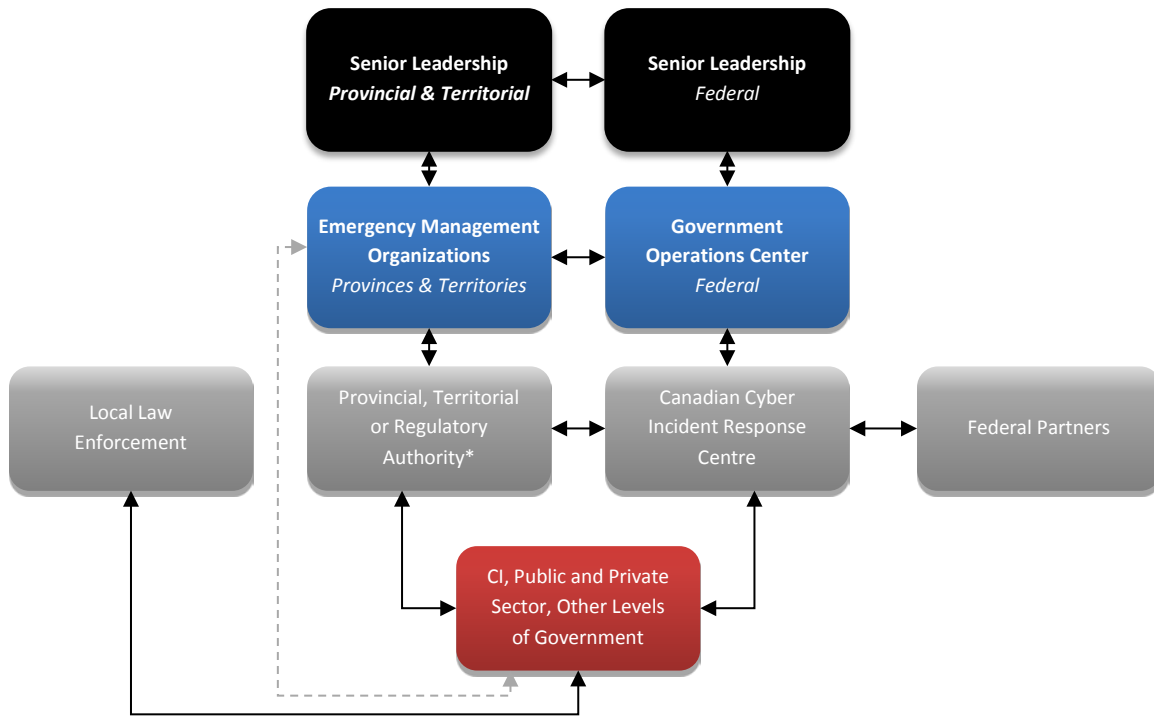 Senior Leadership
Provincial & Territorial
Senior Leadership
Federal
Emergency Management
Organizations
Provinces & Territories
Government
Operations Center
Federal
Local Law
Enforcement
Provincial, Territorial
or Regulatory
Authority*
Canadian Cyber
Incident Response
Centre
Federal Partners
CI, Public and Private
Sector, Other Levels
of Government